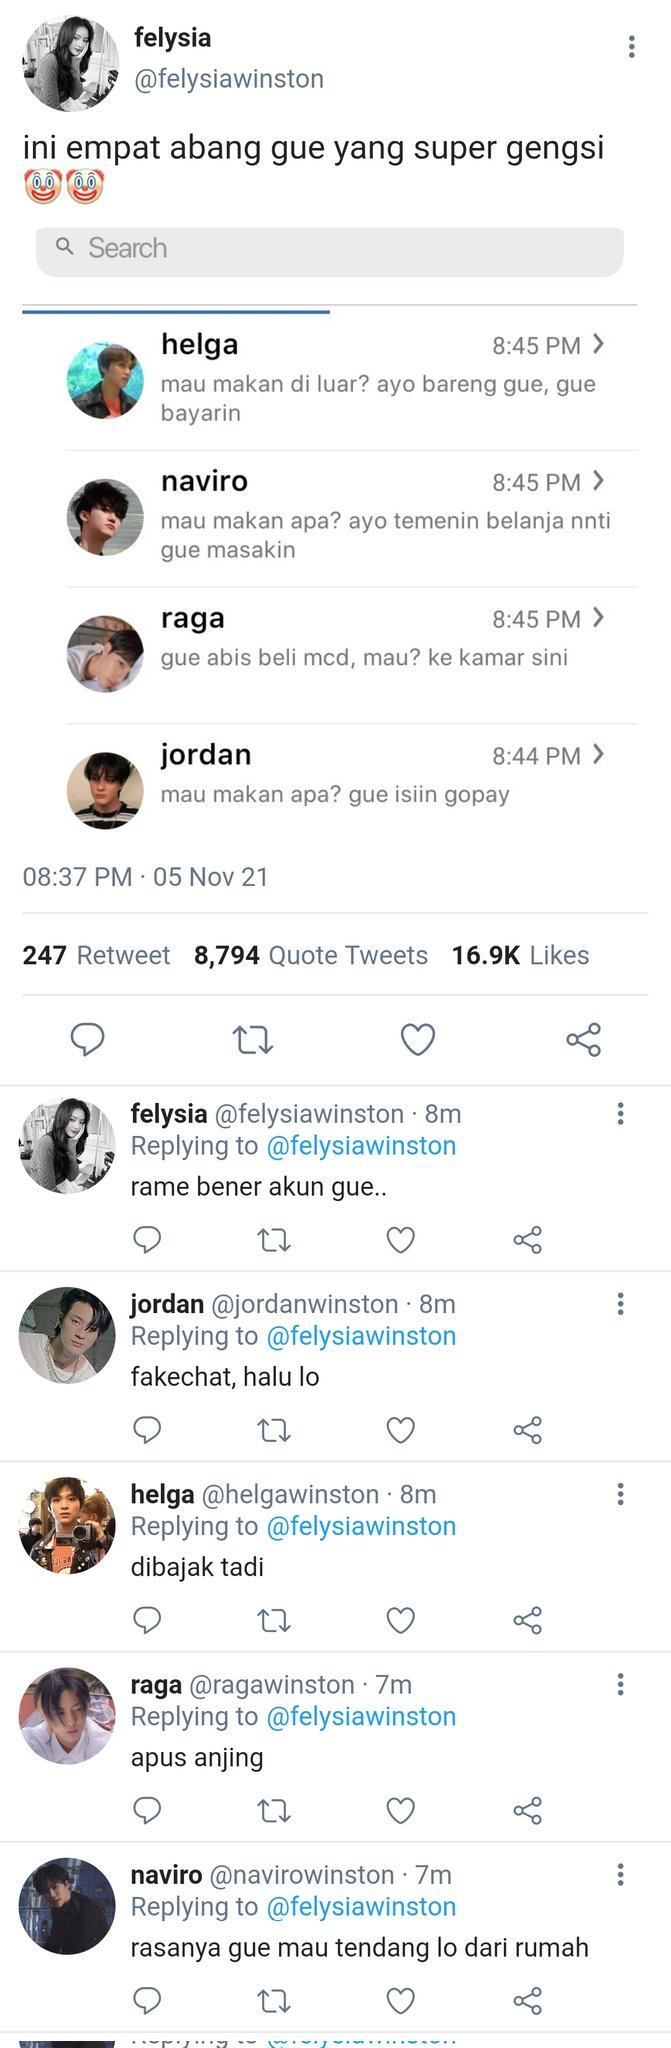 felysia
@felysiawinston
ini empat abang gue yang super gengsi
🤡🤡
Search
helga 8:45 PM
mau makan di luar? ayo bareng gue, gue
bayarin
naviro 8:45 PM
mau makan apa? ayo temenin belanja nnti
gue masakin
raga 8:45 PM
gue abis beli mcd, mau? ke kamar sini
jordan 8:44 PM
mau makan apa? gue isiin gopay
08:37 PM · 05 Nov 21
247 Retweet 8,794 Quote Tweets 16.9K Likes
felysia @felysiawinston · 8m
Replying to @felysiawinston
rame bener akun gue..
jordan @jordanwinston · 8m
Replying to @felysiawinston
fakechat, halu lo
helga @helgawinston · 8m
Replying to @felysiawinston
dibajak tadi
raga @ragawinston · 7m
Replying to @felysiawinston
apus anjing
naviro @navirowinston · 7m
Replying to @felysiawinston
rasanya gue mau tendang lo dari rumah
Replying to @felysiawinston